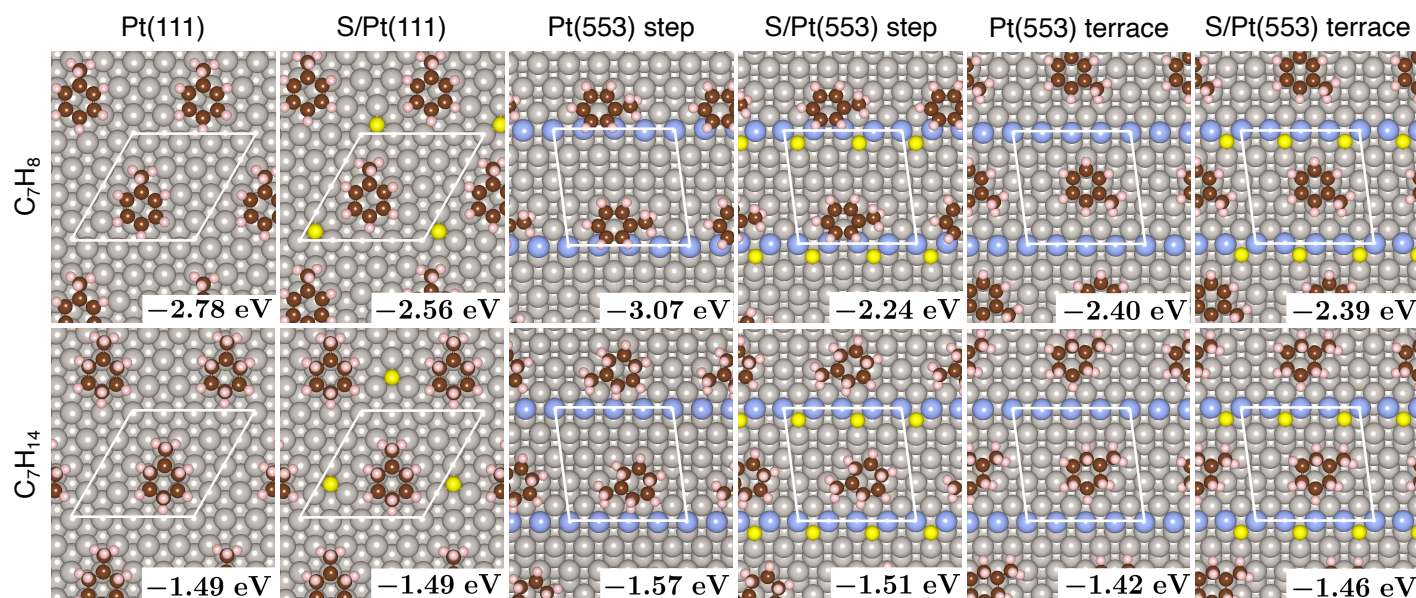 Pt(111) S/Pt(111) Pt(553) step S/Pt(553) step Pt(553) terrace S/Pt(553) terrace
C₇H₈
−2.78 eV −2.56 eV −3.07 eV −2.24 eV −2.40 eV −2.39 eV
C₇H₁₄
−1.49 eV −1.49 eV −1.57 eV −1.51 eV −1.42 eV −1.46 eV